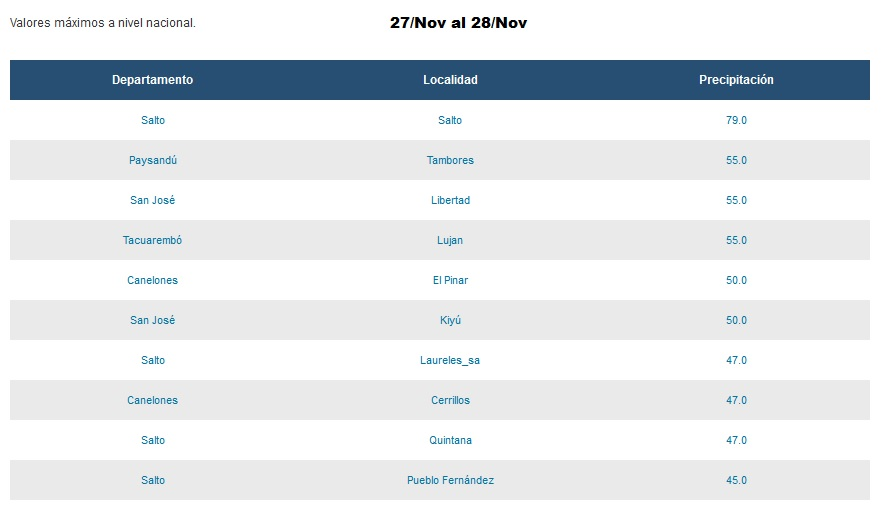 Valores máximos a nivel nacional. 27/Nov al 28/Nov
Departamento Localidad Precipitación
Salto Salto 79.0
Paysandú Tambores 55.0
San José Libertad 55.0
Tacuarembó Lujan 55.0
Canelones El Pinar 50.0
San José Kiyú 50.0
Salto Laureles_sa 47.0
Canelones Cerrillos 47.0
Salto Quintana 47.0
Salto Pueblo Fernández 45.0